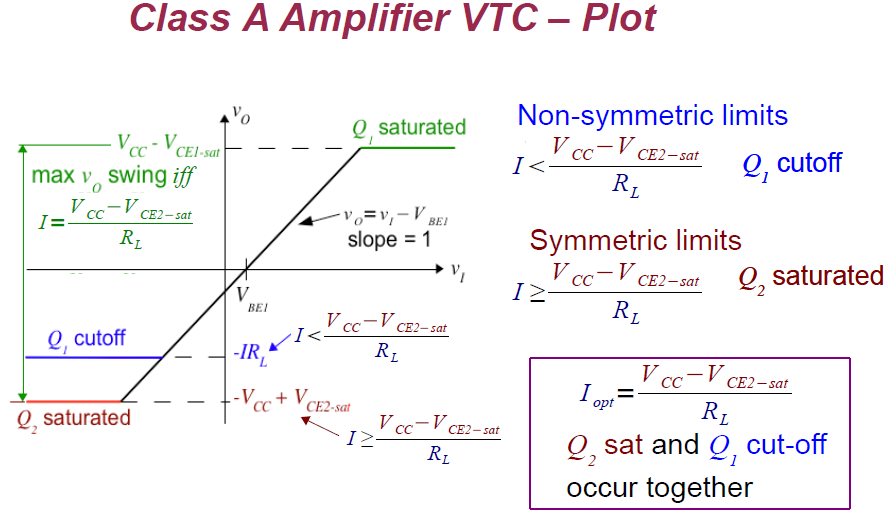 Class A Amplifier VTC – Plot
v_O
Q_1 saturated
V_CC - V_CE1-sat
max v_O swing iff
I = (V_CC − V_CE2−sat) / R_L
v_O = v_I − V_BE1
slope = 1
v_I
V_BE1
Q_1 cutoff
-IR_L
I < (V_CC − V_CE2−sat) / R_L
-V_CC + V_CE2-sat
Q_2 saturated
I ≥ (V_CC − V_CE2−sat) / R_L
Non-symmetric limits
I < (V_CC − V_CE2−sat) / R_L Q_1 cutoff
Symmetric limits
I ≥ (V_CC − V_CE2−sat) / R_L Q_2 saturated
I_opt = (V_CC − V_CE2−sat) / R_L
Q_2 sat and Q_1 cut-off
occur together